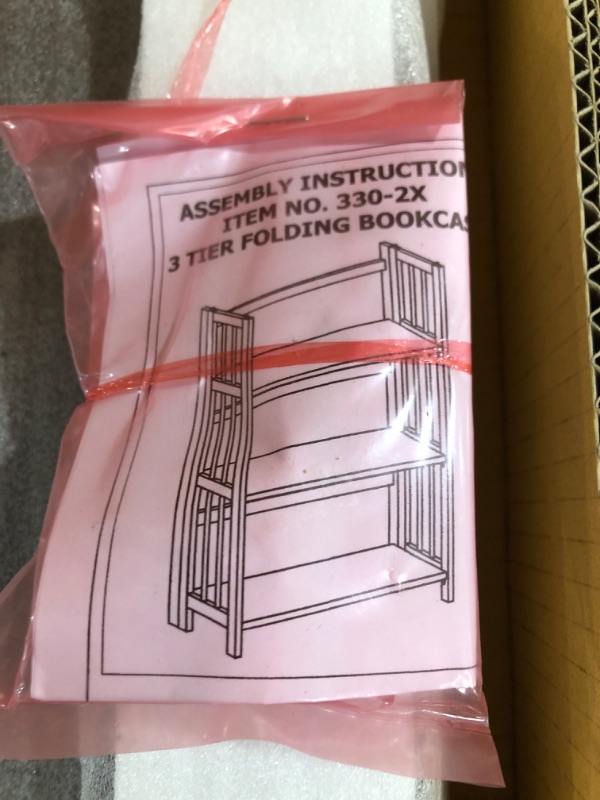 ASSEMBLY INSTRUCTION
ITEM NO. 330-2X
3 TIER FOLDING BOOKCAS